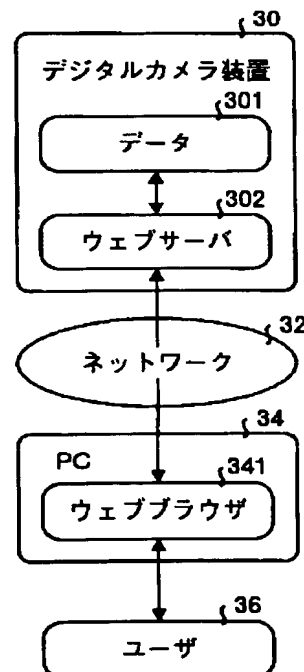 30
デジタルカメラ装置
301
データ
302
ウェブサーバ
32
ネットワーク
34
PC
341
ウェブブラウザ
36
ユーザ